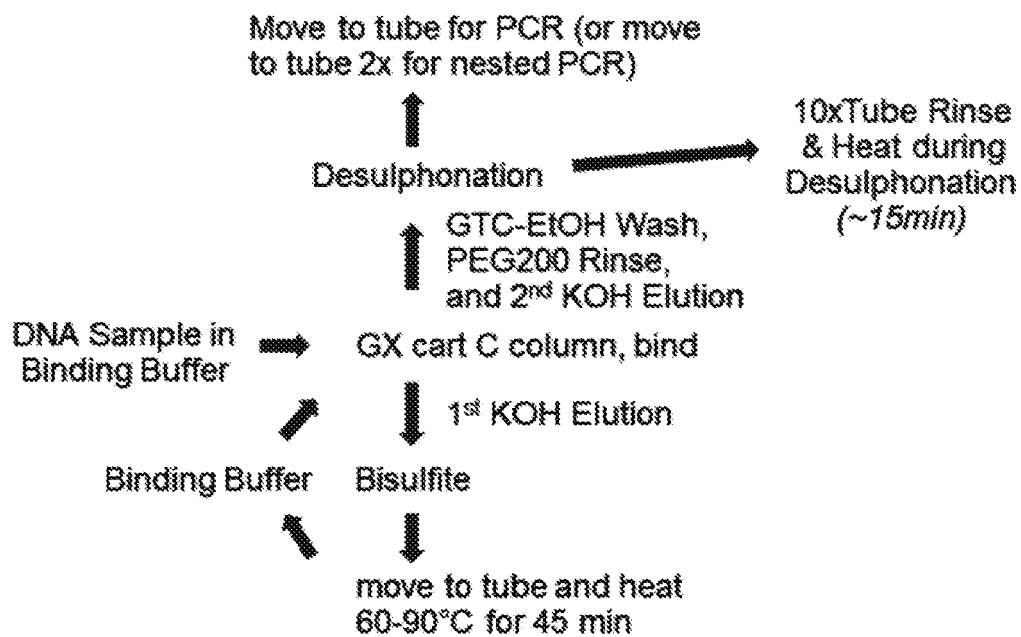 Move to tube for PCR (or move
to tube 2x for nested PCR)
10xTube Rinse
& Heat during
Desulphonation
(~15min)
Desulphonation
GTC-EtOH Wash,
PEG200 Rinse,
and 2nd KOH Elution
DNA Sample in
Binding Buffer
GX cart C column, bind
1st KOH Elution
Binding Buffer
Bisulfite
move to tube and heat
60-90°C for 45 min